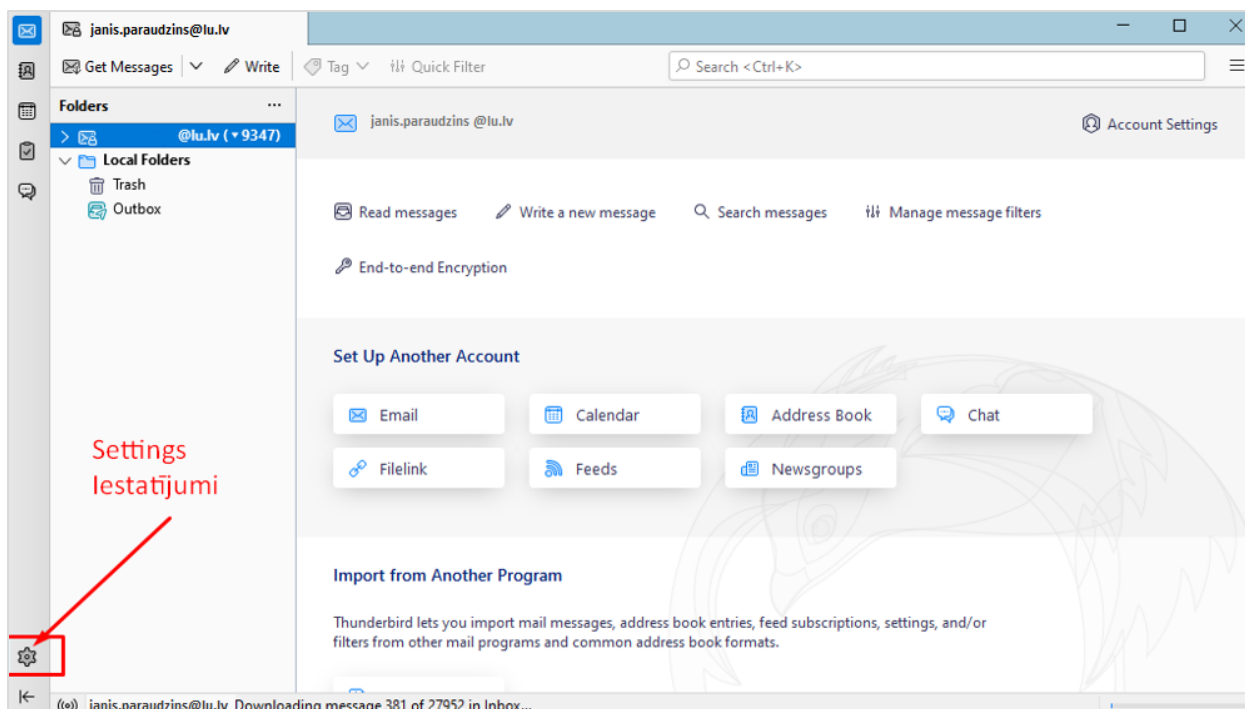 janis.paraudzins@lu.lv
Get Messages Write Tag Quick Filter Search <Ctrl+K>
Folders ...
@lu.lv (▾ 9347)
Local Folders
Trash
Outbox
janis.paraudzins @lu.lv
Account Settings
Read messages Write a new message Search messages Manage message filters
End-to-end Encryption
Set Up Another Account
Email Calendar Address Book Chat
Filelink Feeds Newsgroups
Settings
Iestatījumi
Import from Another Program
Thunderbird lets you import mail messages, address book entries, feed subscriptions, settings, and/or
filters from other mail programs and common address book formats.
janis.paraudzins@lu.lv Downloading message 381 of 27952 in Inbox...